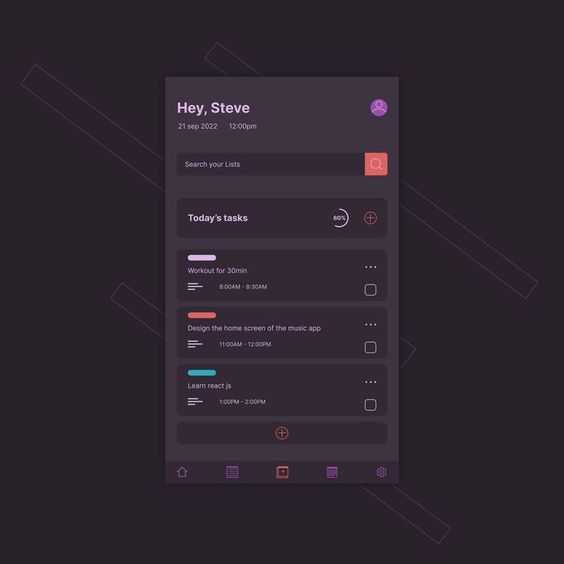 Hey, Steve
21 sep 2022 12:00pm
Search your Lists
Today's tasks 60%
Workout for 30min
8:00AM - 8:30AM
Design the home screen of the music app
11:00AM - 12:00PM
Learn react js
1:00PM - 2:00PM